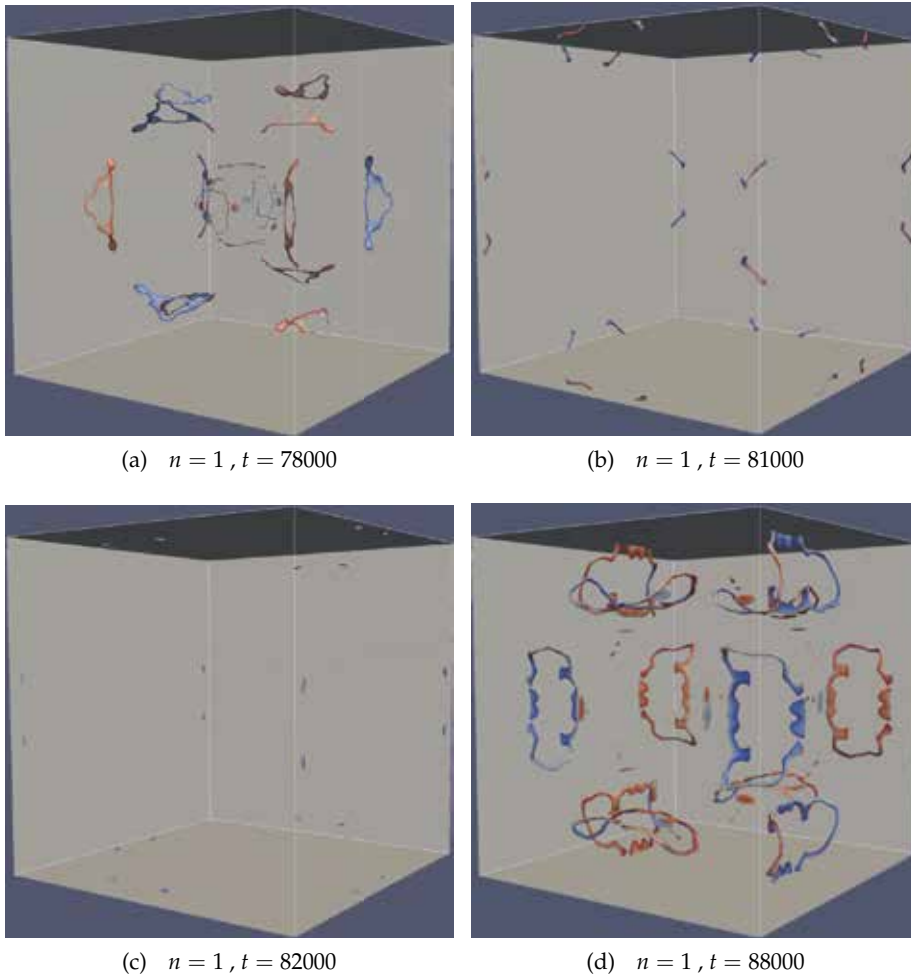 (a) n = 1 , t = 78000
(b) n = 1 , t = 81000
(c) n = 1 , t = 82000
(d) n = 1 , t = 88000